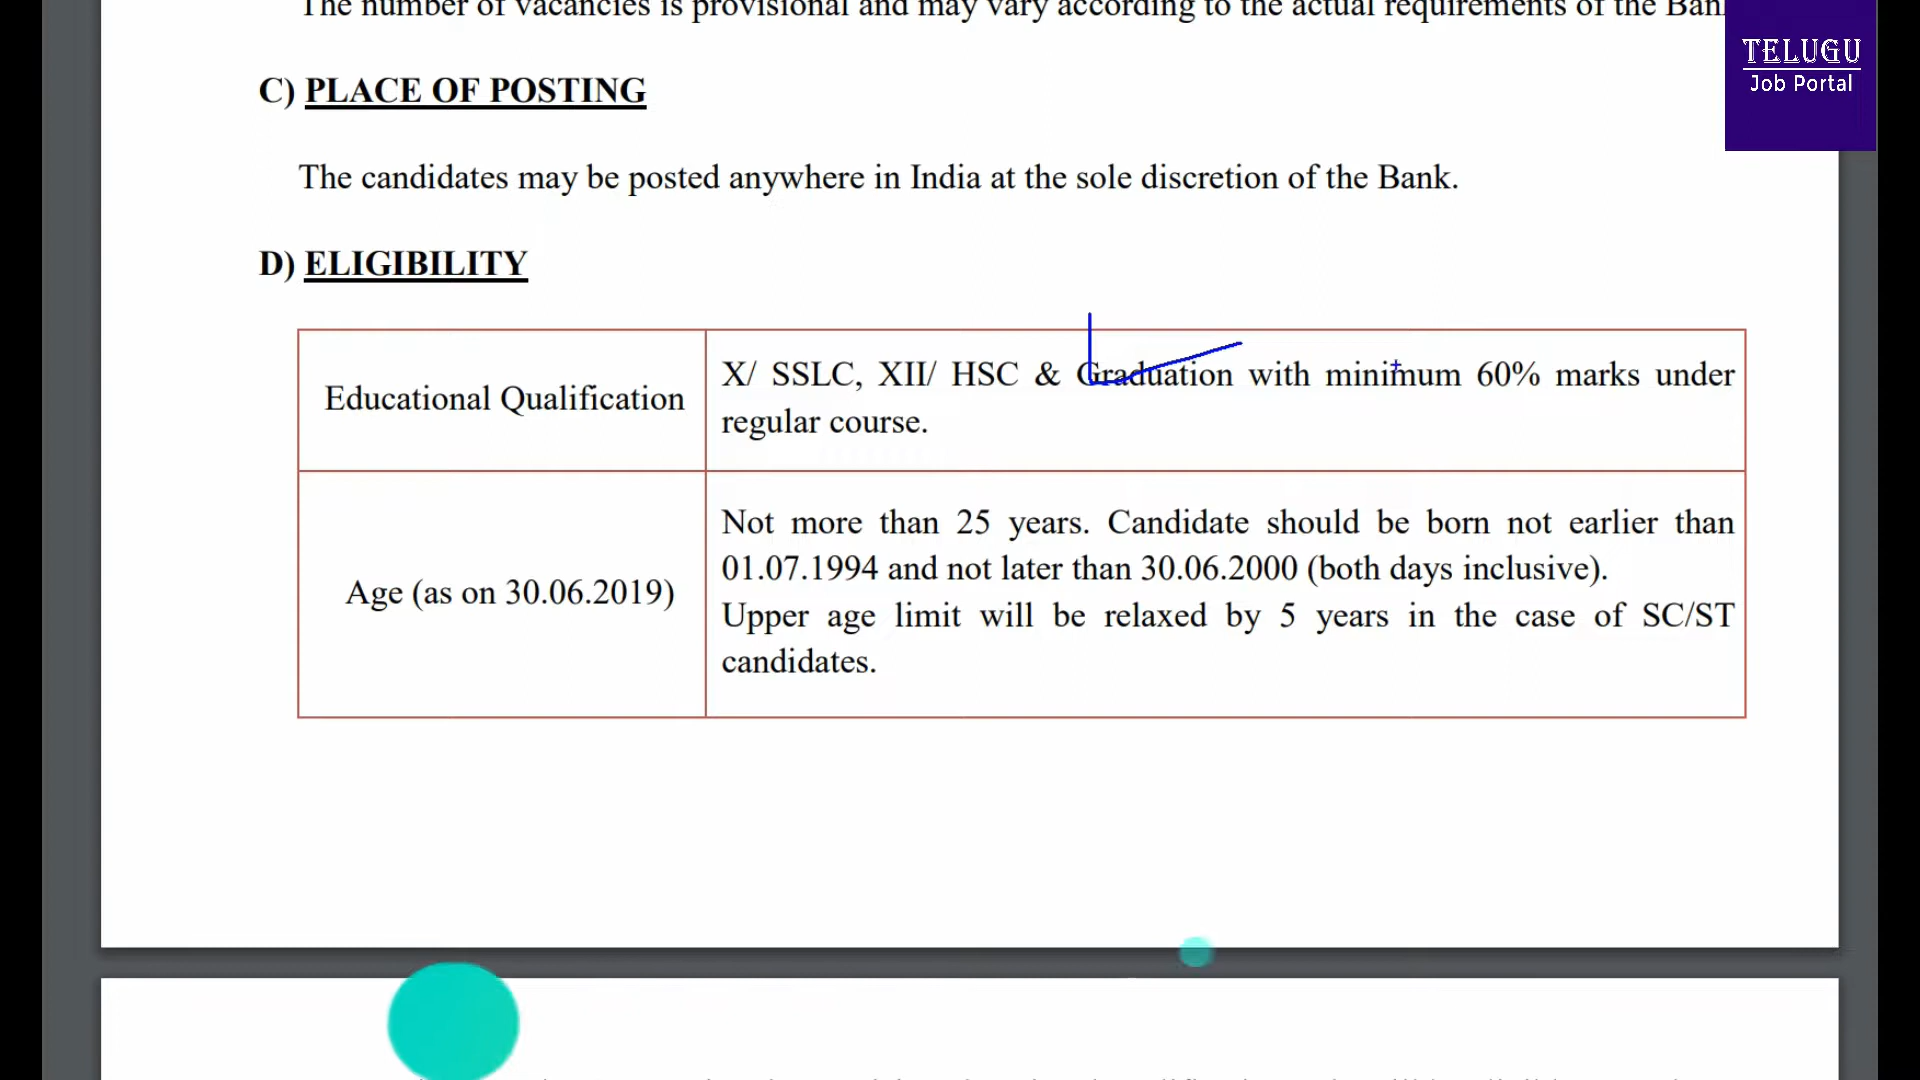 The number of vacancies is provisional and may vary according to the actual requirements of the Bank
TELUGU
Job Portal
C) PLACE OF POSTING
The candidates may be posted anywhere in India at the sole discretion of the Bank.
D) ELIGIBILITY
Educational Qualification
X/ SSLC, XII/ HSC & Graduation with minimum 60% marks under
regular course.
Age (as on 30.06.2019)
Not more than 25 years. Candidate should be born not earlier than
01.07.1994 and not later than 30.06.2000 (both days inclusive).
Upper age limit will be relaxed by 5 years in the case of SC/ST
candidates.